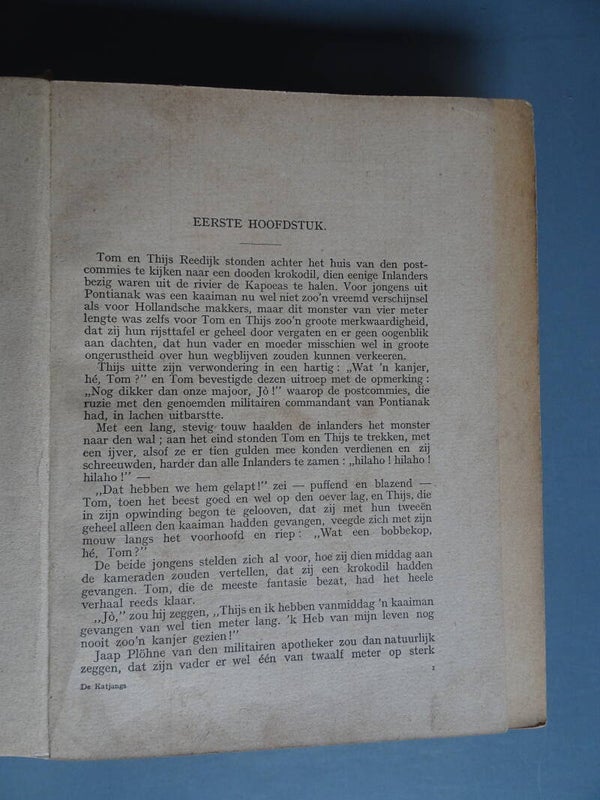 EERSTE HOOFDSTUK.
Tom en Thijs Reedijk stonden achter het huis van den post-
commies te kijken naar een dooden krokodil, dien eenige Inlanders
bezig waren uit de rivier de Kapoeas te halen. Voor jongens uit
Pontianak was een kaaiman nu wel niet zoo'n vreemd verschijnsel
als voor Hollandsche makkers, maar dit monster van vier meter
lengte was zelfs voor Tom en Thijs zoo'n groote merkwaardigheid,
dat zij hun rijsttafel er geheel door vergaten en er geen oogenblik
aan dachten, dat hun vader en moeder misschien wel in groote
ongerustheid over hun wegblijven zouden kunnen verkeeren.
Thijs uitte zijn verwondering in een hartig: „Wat 'n kanjer,
hé, Tom?" en Tom bevestigde dezen uitroep met de opmerking:
„Nog dikker dan onze majoor, Jô!" waarop de postcommies, die
ruzie met den genoemden militairen commandant van Pontianak
had, in lachen uitbarstte.
Met een lang, stevig touw haalden de inlanders het monster
naar den wal; aan het eind stonden Tom en Thijs te trekken, met
een ijver, alsof ze er tien gulden mee konden verdienen en zij
schreeuwden, harder dan alle Inlanders te zamen: „hilaho! hilaho!
hilaho!" —
„Dat hebben we hem gelapt!" zei — puffend en blazend —
Tom, toen het beest goed en wel op den oever lag, en Thijs, die
in zijn opwinding begon te gelooven, dat zij met hun tweeën
geheel alleen den kaaiman hadden gevangen, veegde zich met zijn
mouw langs het voorhoofd en riep: „Wat een bobbekop,
hé, Tom?"
De beide jongens stelden zich al voor, hoe zij dien middag aan
de kameraden zouden vertellen, dat zij een krokodil hadden
gevangen. Tom, die de meeste fantasie bezat, had het heele
verhaal reeds klaar.
„Jô," zou hij zeggen, „Thijs en ik hebben vanmiddag 'n kaaiman
gevangen van wel tien meter lang. 'k Heb van mijn leven nog
nooit zoo'n kanjer gezien!"
Jaap Plöhne van den militairen apotheker zou dan natuurlijk
zeggen, dat zijn vader er wel één van twaalf meter op sterk
1
De Katjangs